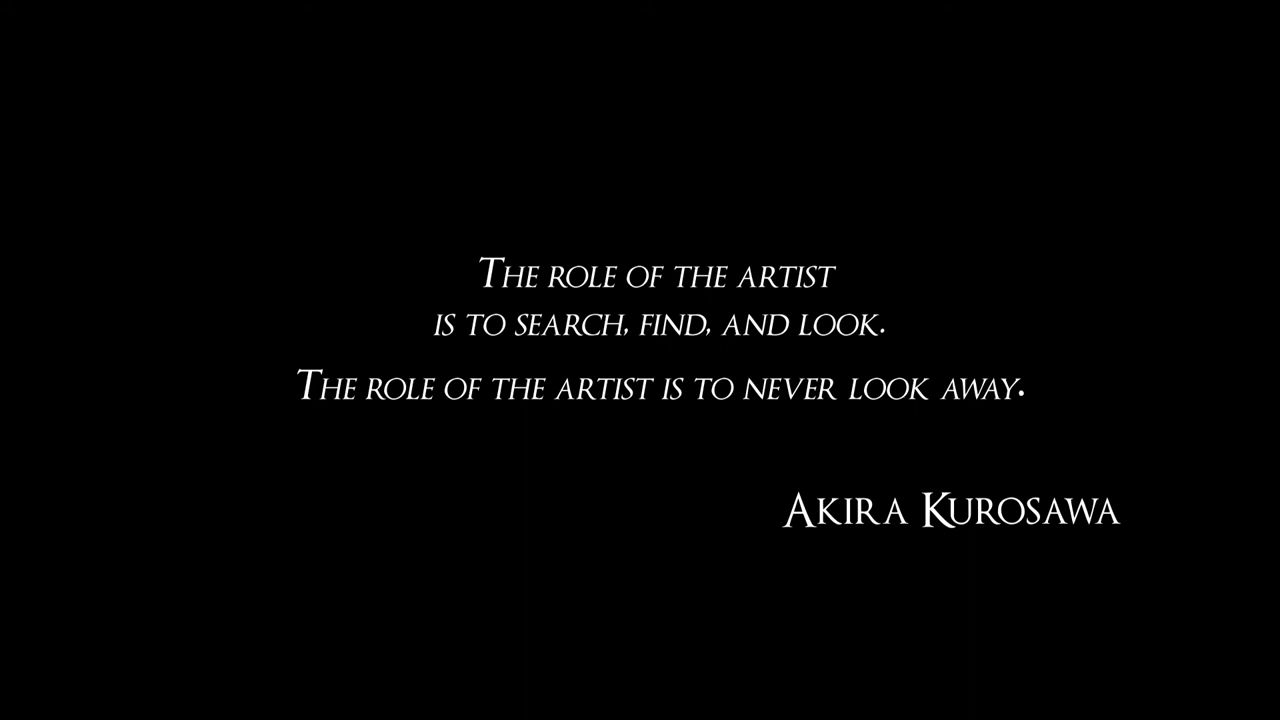 The role of the artist
is to search, find, and look.
The role of the artist is to never look away.
Akira Kurosawa